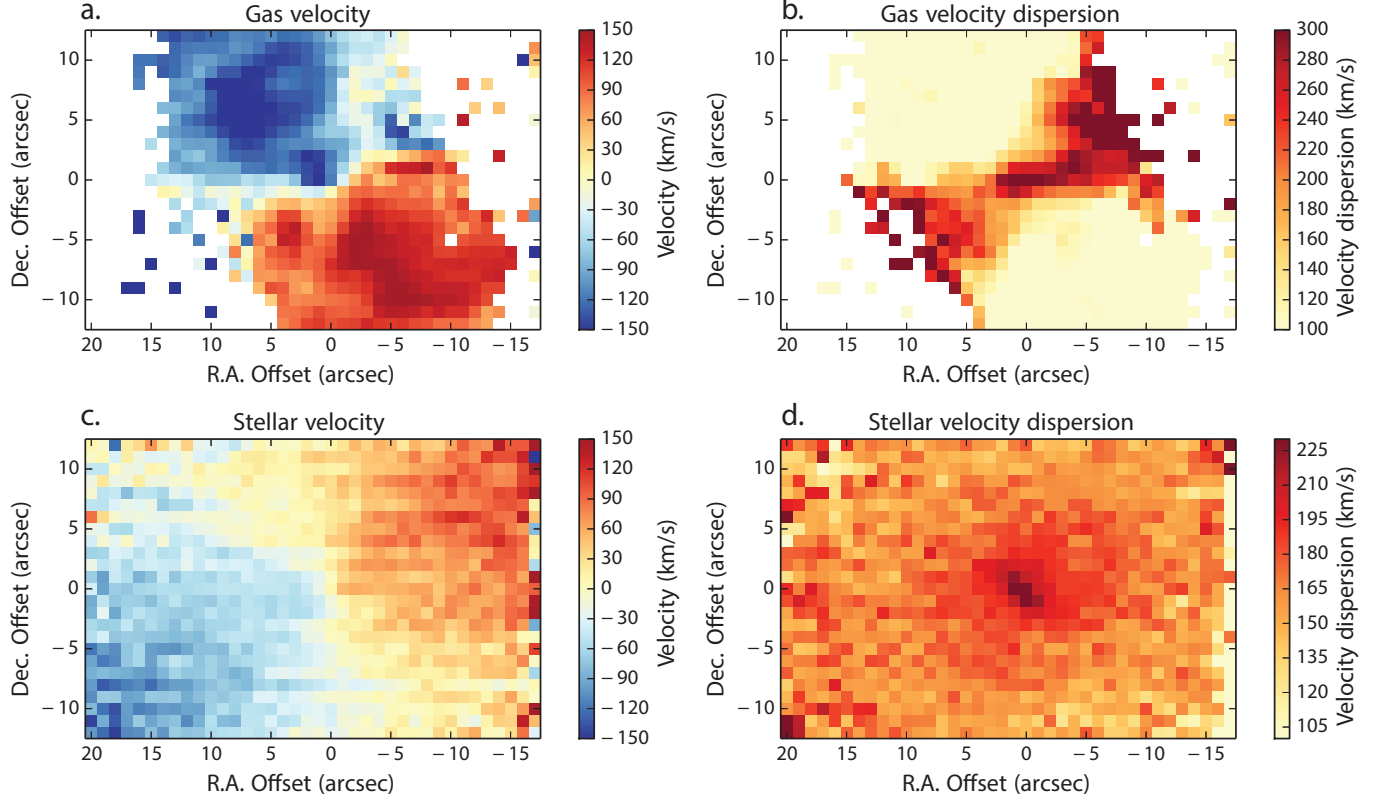 a.
Gas velocity
10
5
0
− 5
− 10
Dec. Offset (arcsec)
20 15 10 5 0 − 5 − 10 − 15
R.A. Offset (arcsec)
150
120
90
60
30
0
− 30
− 60
− 90
− 120
− 150
Velocity (km/s)
b.
Gas velocity dispersion
10
5
0
− 5
− 10
Dec. Offset (arcsec)
20 15 10 5 0 − 5 − 10 − 15
R.A. Offset (arcsec)
300
280
260
240
220
200
180
160
140
120
100
Velocity dispersion (km/s)
c.
Stellar velocity
10
5
0
− 5
− 10
Dec. Offset (arcsec)
20 15 10 5 0 − 5 − 10 − 15
R.A. Offset (arcsec)
150
120
90
60
30
0
− 30
− 60
− 90
− 120
− 150
Velocity (km/s)
d.
Stellar velocity dispersion
10
5
0
− 5
− 10
Dec. Offset (arcsec)
20 15 10 5 0 − 5 − 10 − 15
R.A. Offset (arcsec)
225
210
195
180
165
150
135
120
105
Velocity dispersion (km/s)